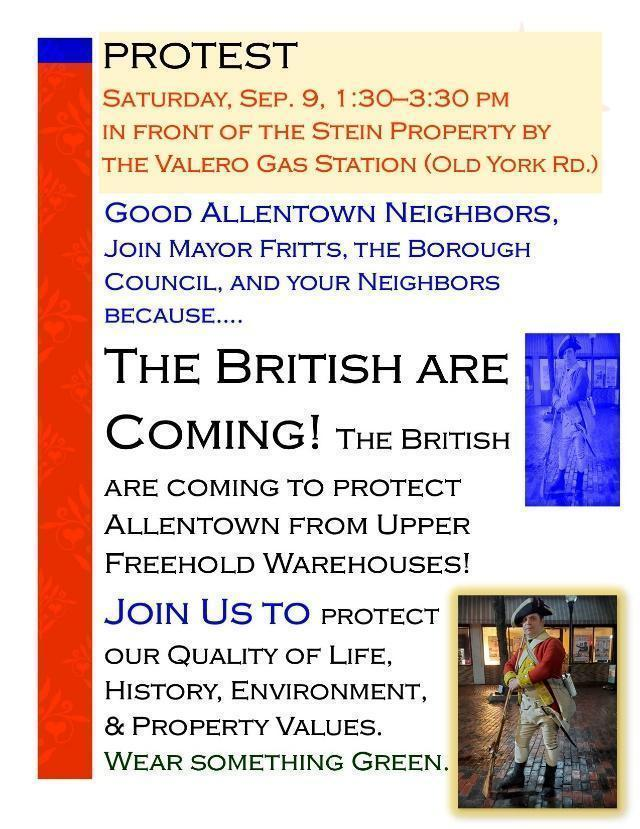 PROTEST
SATURDAY, SEP. 9, 1:30–3:30 PM
IN FRONT OF THE STEIN PROPERTY BY
THE VALERO GAS STATION (OLD YORK RD.)
GOOD ALLENTOWN NEIGHBORS,
JOIN MAYOR FRITTS, THE BOROUGH
COUNCIL, AND YOUR NEIGHBORS
BECAUSE....
THE BRITISH ARE
COMING! THE BRITISH
ARE COMING TO PROTECT
ALLENTOWN FROM UPPER
FREEHOLD WAREHOUSES!
JOIN US TO PROTECT
OUR QUALITY OF LIFE,
HISTORY, ENVIRONMENT,
& PROPERTY VALUES.
WEAR SOMETHING GREEN.